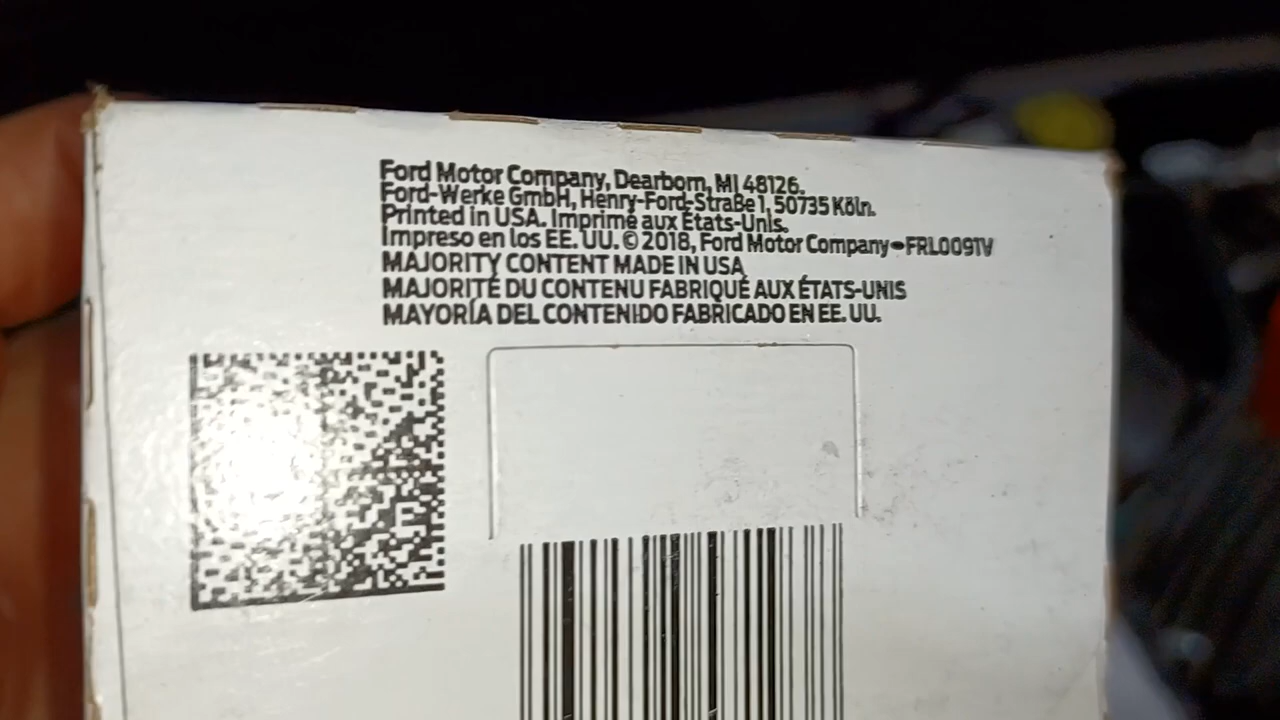 Ford Motor Company, Dearborn, MI 48126.
Ford-Werke GmbH, Henry-Ford-Straße 1, 50735 Köln.
Printed in USA. Imprimé aux États-Unis.
Impreso en los EE. UU. © 2018, Ford Motor Company•FRL0091V
MAJORITY CONTENT MADE IN USA
MAJORITÉ DU CONTENU FABRIQUÉ AUX ÉTATS-UNIS
MAYORÍA DEL CONTENIDO FABRICADO EN EE. UU.